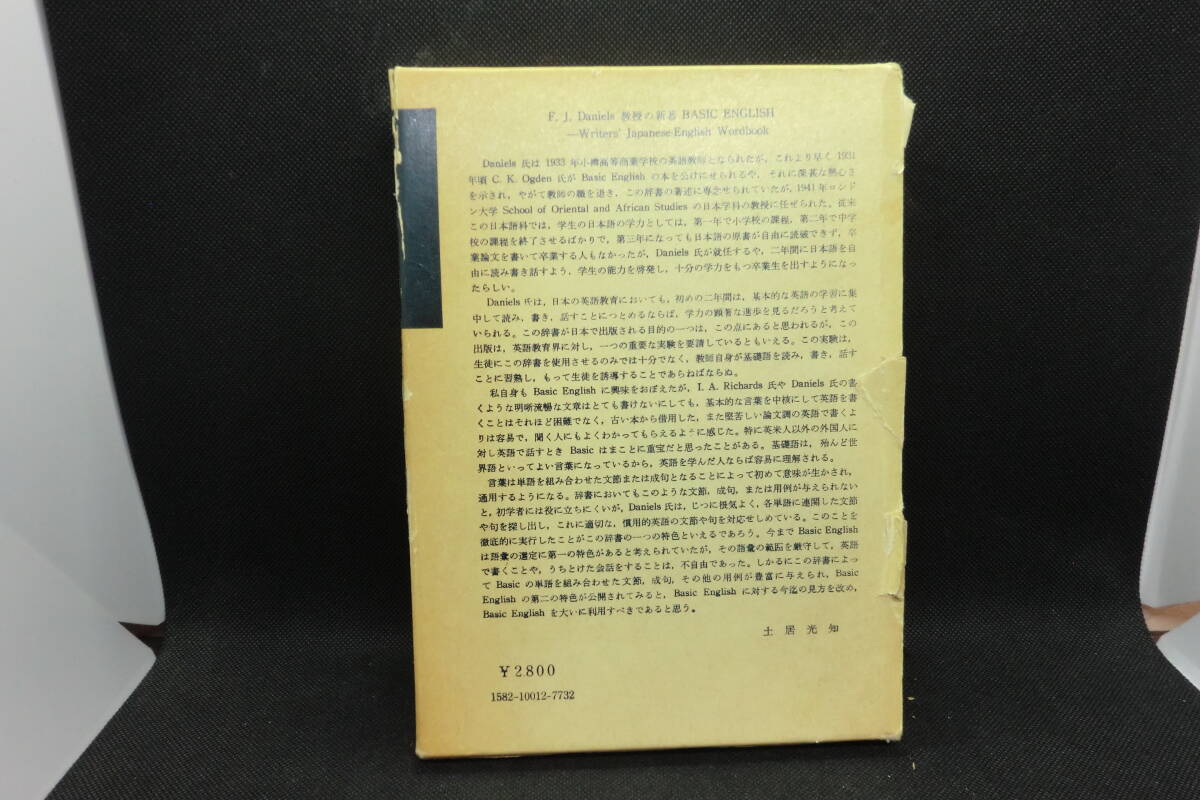 F. J. Daniels 教授の新著 BASIC ENGLISH
—Writers' Japanese-English Wordbook
Daniels 氏は 1933 年小樽高等商業学校の英語教師となられたが，これより早く 1931
年頃 C. K. Ogden 氏が Basic English の本を公けにせられるや，それに深甚な熱心さ
を示され，やがて教師の職を退き，この辞書の著述に専念せられていたが，1941年ロンド
ン大学 School of Oriental and African Studies の日本学科の教授に任ぜられた。従来
この日本語科では，学生の日本語の学力としては，第一年で小学校の課程，第二年で中学
校の課程を終了させるばかりで，第三年になっても日本語の原書が自由に読破できず，卒
業論文を書いて卒業する人もなかったが，Daniels 氏が就任するや，二年間に日本語を自
由に読み書き話すよう，学生の能力を啓発し，十分の学力をもつ卒業生を出すようになっ
たらしい。
Daniels 氏は，日本の英語教育においても，初めの二年間は，基本的な英語の学習に集
中して読み，書き，話すことにつとめるならば，学力の顕著な進歩を見るだろうと考えて
いられる。この辞書が日本で出版される目的の一つは，この点にあると思われるが，この
出版は，英語教育界に対し，一つの重要な実験を要請しているともいえる。この実験は，
生徒にこの辞書を使用させるのみでは十分でなく，教師自身が基礎語を読み，書き，話す
ことに習熟し，もって生徒を誘導することであらねばならぬ。
私自身も Basic English に興味をおぼえたが，I. A. Richards 氏や Daniels 氏の書
くような明晰流暢な文章はとても書けないにしても，基本的な言葉を中核にして英語を書
くことはそれほど困難でなく，古い本から借用した，また堅苦しい論文調の英語で書くよ
りは容易で，聞く人にもよくわかってもらえるように感じた。特に英米人以外の外国人に
対し英語で話すとき Basic はまことに重宝だと思ったことがある。基礎語は，殆んど世
界語といってよい言葉になっているから，英語を学んだ人ならば容易に理解される。
言葉は単語を組み合わせた文節または成句となることによって初めて意味が生かされ，
通用するようになる。辞書においてもこのような文節，成句，または用例が与えられない
と，初学者には役に立ちにくいが，Daniels 氏は，じつに根気よく，各単語に連関した文節
や句を探し出し，これに適切な，慣用的英語の文節や句を対応せしめている。このことを
徹底的に実行したことがこの辞書の一つの特色といえるであろう。今まで Basic English
は語彙の選定に第一の特色があると考えられていたが，その語彙の範囲を厳守して，英語
で書くことや，うちとけた会話をすることは，不自由であった。しかるにこの辞書によっ
て Basic の単語を組み合わせた文節，成句，その他の用例が豊富に与えられ，Basic
English の第二の特色が公開されてみると，Basic English に対する今迄の見方を改め，
Basic English を大いに利用すべきであると思う。
土居光知
￥2.800
1582-10012-7732